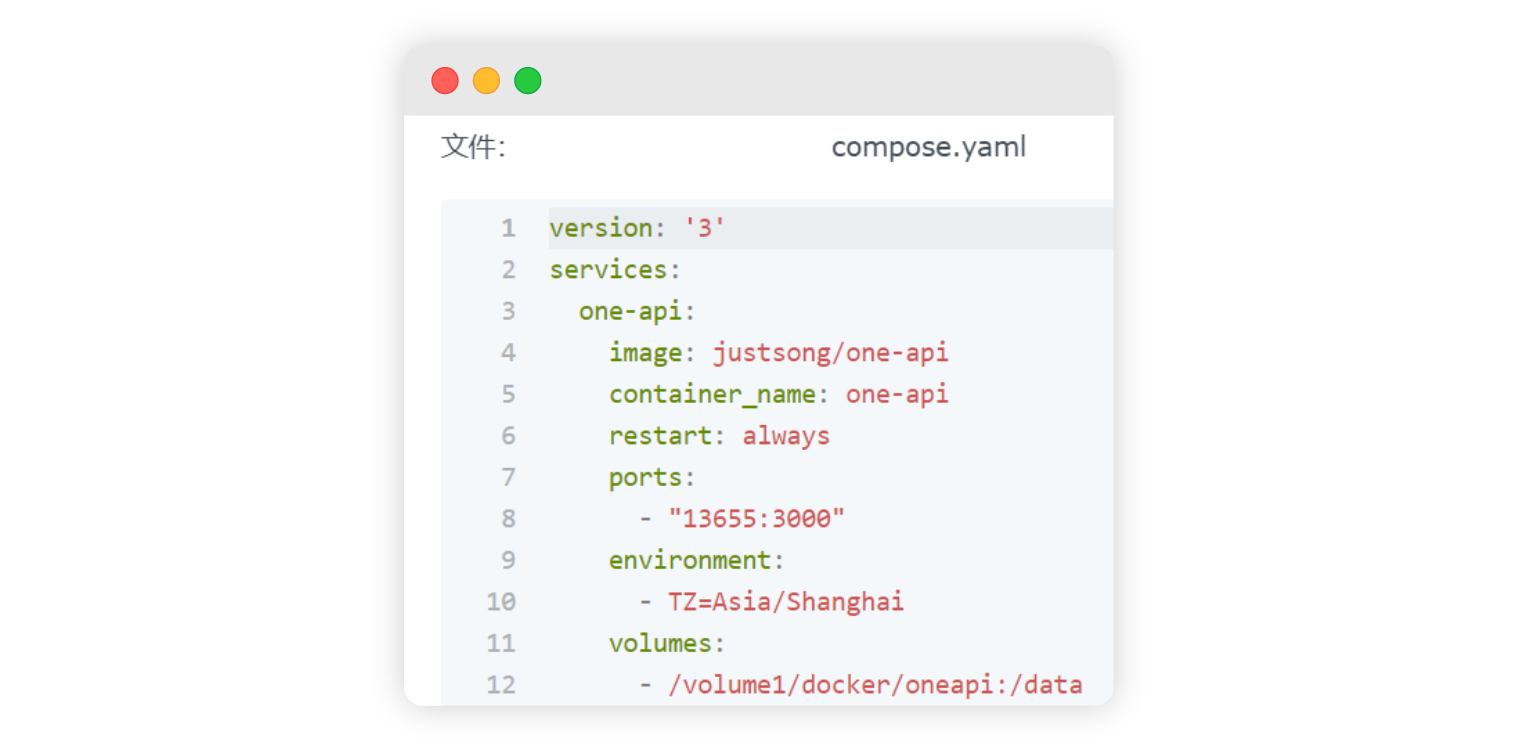 文件: compose.yaml
1 version: '3'
2 services:
3   one-api:
4     image: justsong/one-api
5     container_name: one-api
6     restart: always
7     ports:
8       - "13655:3000"
9     environment:
10       - TZ=Asia/Shanghai
11     volumes:
12       - /volume1/docker/oneapi:/data